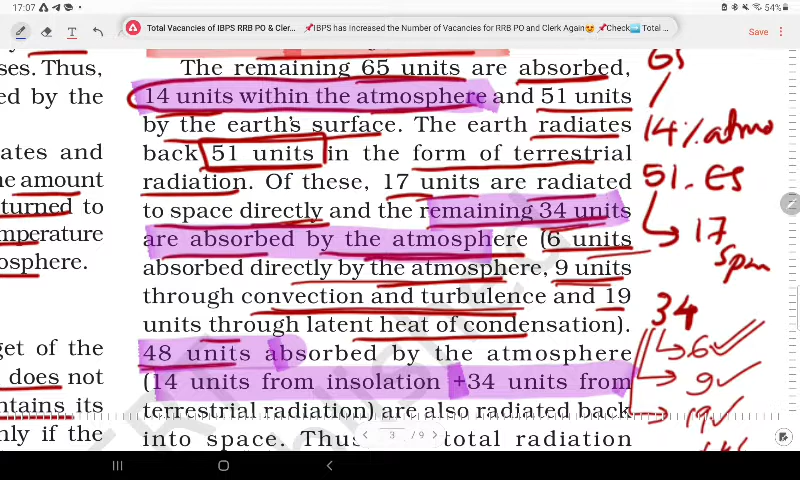 17:07
54%
Total Vacancies of IBPS RRB PO & Cler... 📌IBPS has Increased the Number of Vacancies for RRB PO and Clerk Again😍📌Check➡️Total ...
Save
ses. Thus,
ed by the
ates and
ne amount
turned to
mperature
osphere.
get of the
does not
ntains its
nly if the
The remaining 65 units are absorbed,
14 units within the atmosphere and 51 units
by the earth's surface. The earth radiates
back 51 units in the form of terrestrial
radiation. Of these, 17 units are radiated
to space directly and the remaining 34 units
are absorbed by the atmosphere (6 units
absorbed directly by the atmosphere, 9 units
through convection and turbulence and 19
units through latent heat of condensation).
48 units absorbed by the atmosphere
(14 units from insolation +34 units from
terrestrial radiation) are also radiated back
into space. Thus total radiation
3 / 9
65
14% atmo
51. ES
17
34
6
9
19